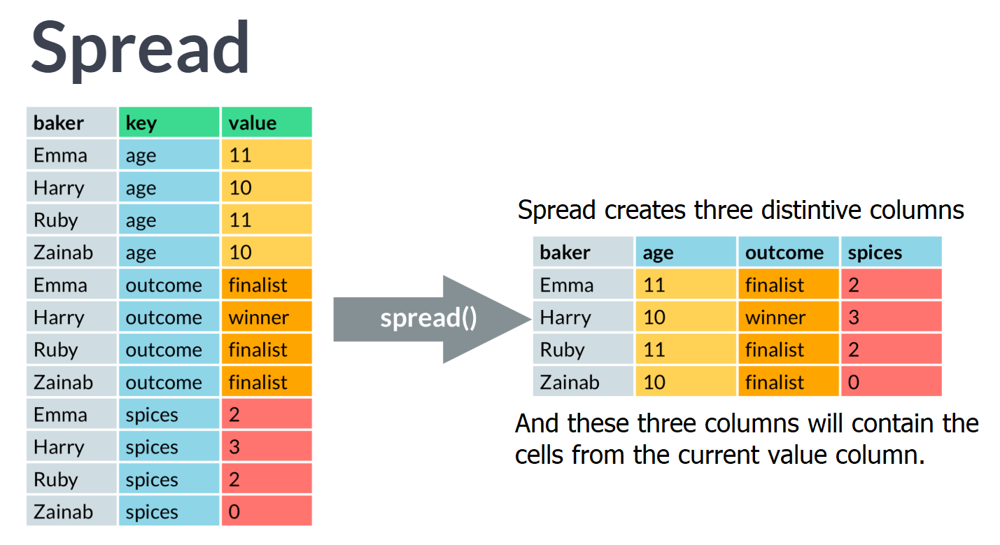 Spread
baker key value
Emma age 11
Harry age 10
Ruby age 11
Zainab age 10
Emma outcome finalist
Harry outcome winner
Ruby outcome finalist
Zainab outcome finalist
Emma spices 2
Harry spices 3
Ruby spices 2
Zainab spices 0
spread()
Spread creates three distintive columns
baker age outcome spices
Emma 11 finalist 2
Harry 10 winner 3
Ruby 11 finalist 2
Zainab 10 finalist 0
And these three columns will contain the
cells from the current value column.